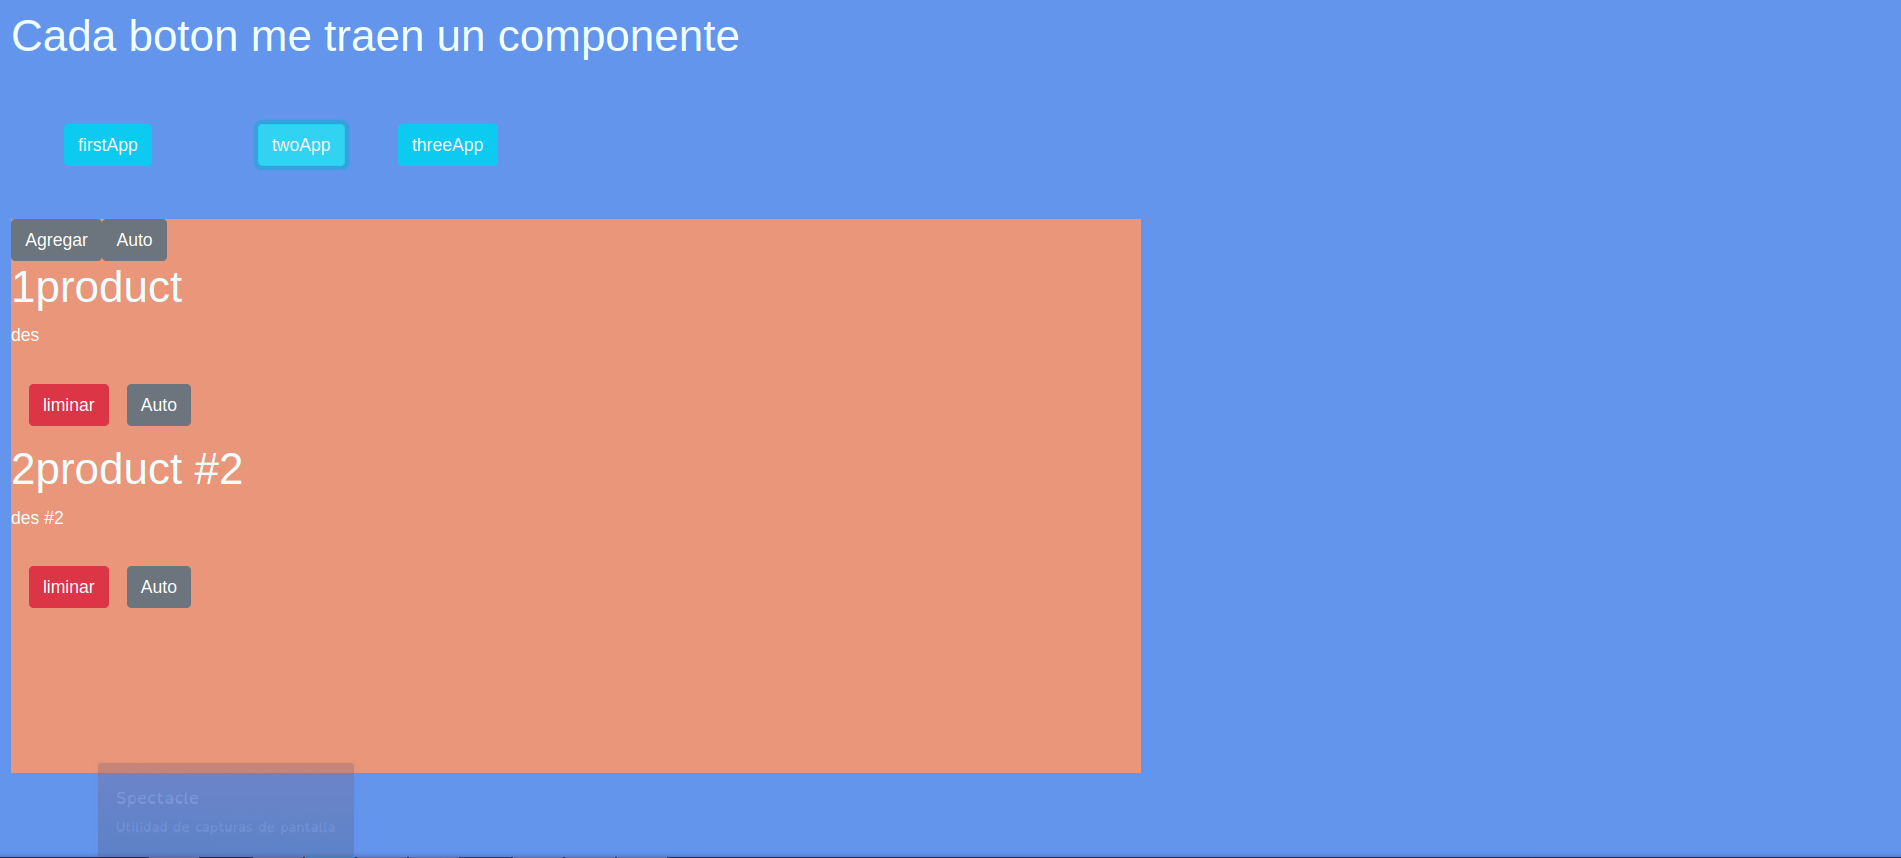 Cada boton me traen un componente
firstApp twoApp threeApp
Agregar Auto
1product
des
liminar Auto
2product #2
des #2
liminar Auto
Spectacle
Utilidad de capturas de pantalla